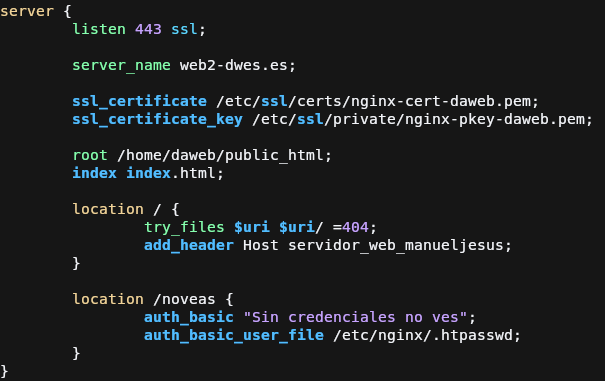 server {
        listen 443 ssl;

        server_name web2-dwes.es;

        ssl_certificate /etc/ssl/certs/nginx-cert-daweb.pem;
        ssl_certificate_key /etc/ssl/private/nginx-pkey-daweb.pem;

        root /home/daweb/public_html;
        index index.html;

        location / {
                try_files $uri $uri/ =404;
                add_header Host servidor_web_manueljesus;
        }

        location /noveas {
                auth_basic "Sin credenciales no ves";
                auth_basic_user_file /etc/nginx/.htpasswd;
        }
}